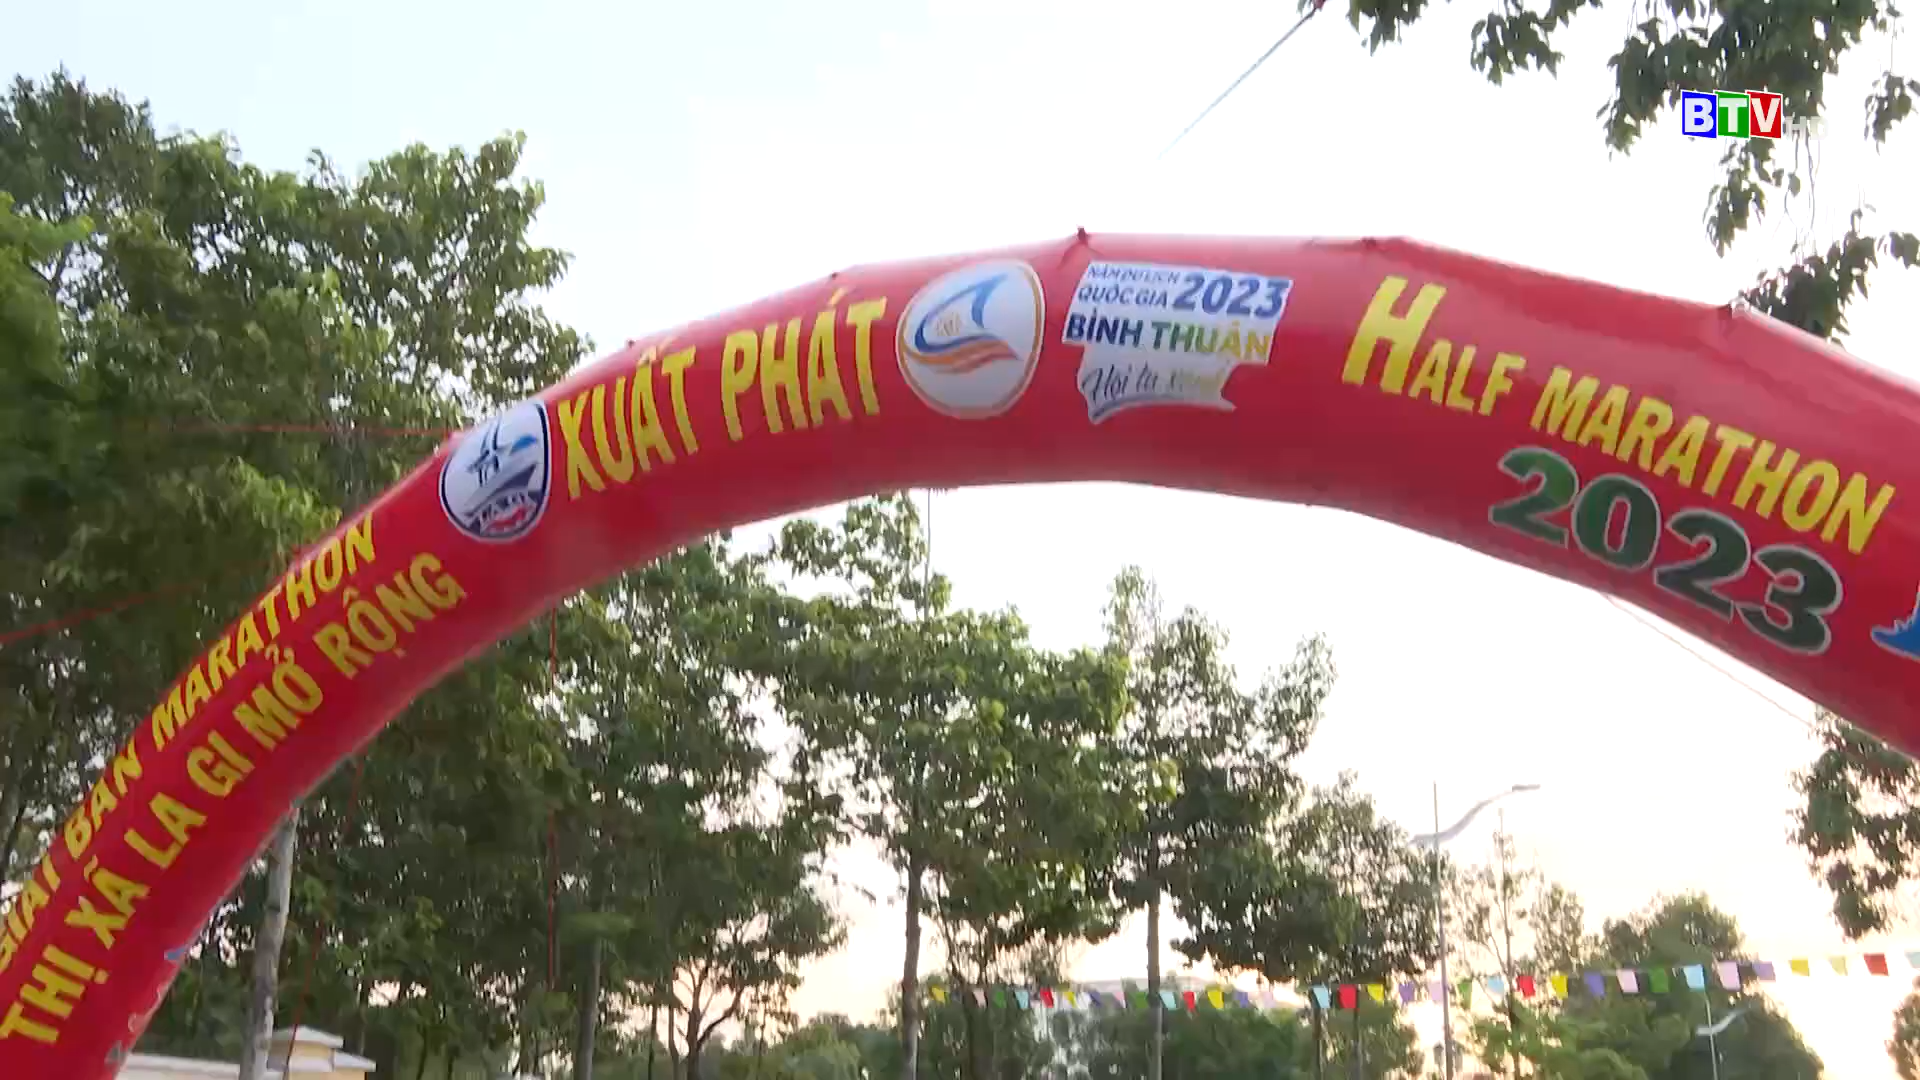 BTV HD
GIẢI BÁN MARATHON
THỊ XÃ LA GI MỞ RỘNG
XUẤT PHÁT
NĂM DU LỊCH
QUỐC GIA 2023
BÌNH THUẬN
Hội tụ xanh
HALF MARATHON
2023